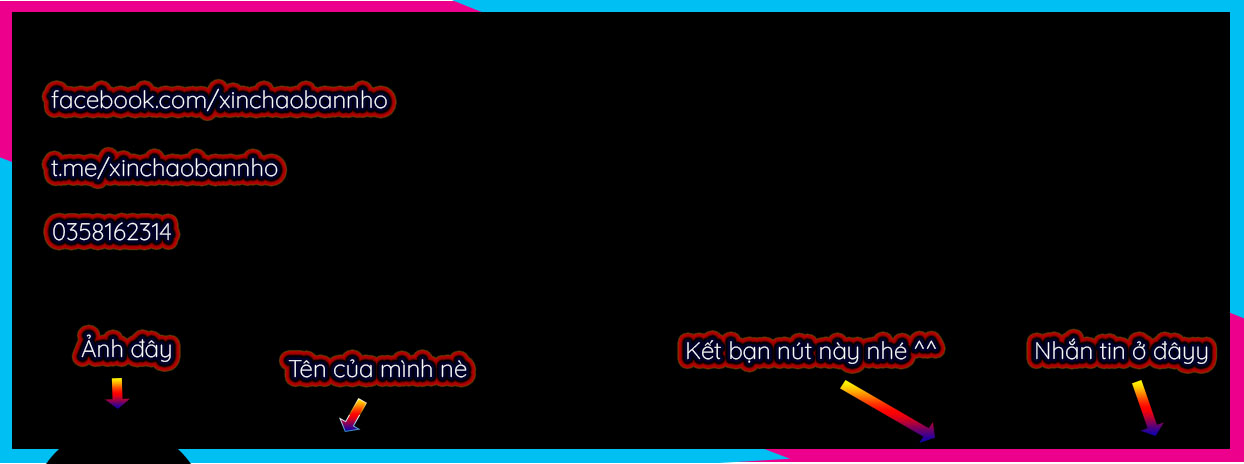 facebook.com/xinchaobannho
t.me/xinchaobannho
0358162314
Ảnh đây
Tên của mình nè
Kết bạn nút này nhé ^^
Nhắn tin ở đâyy